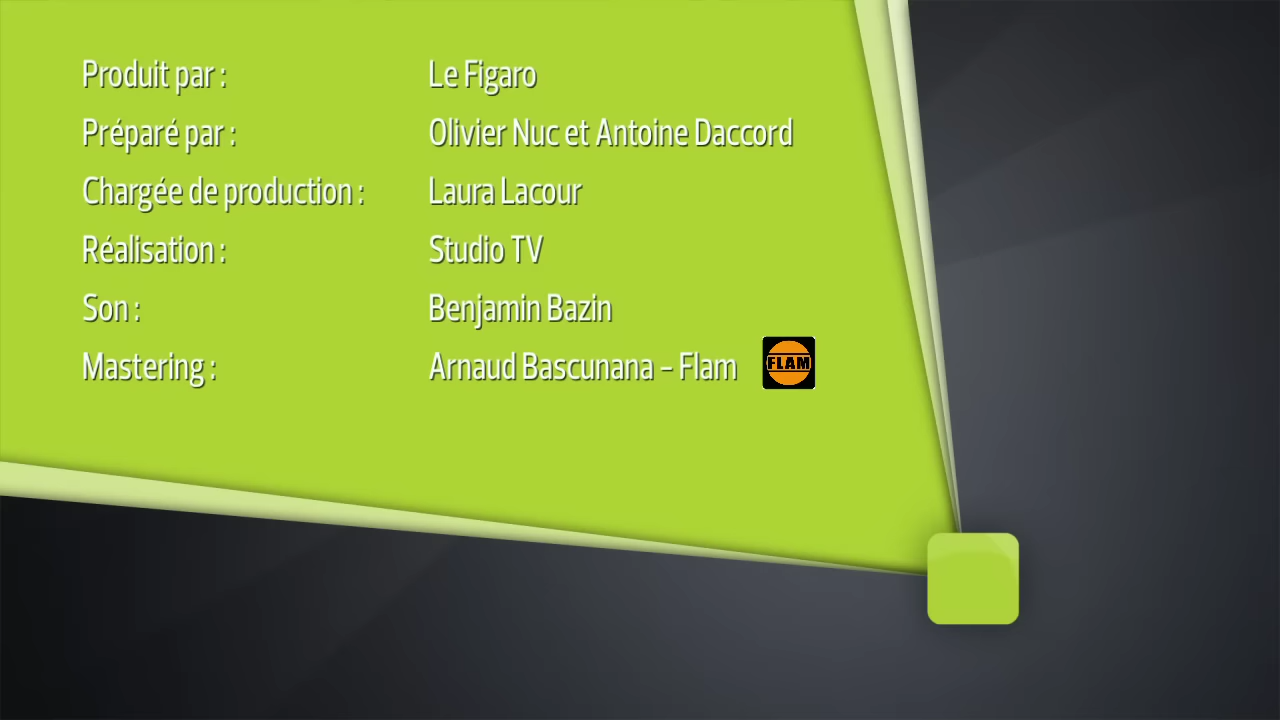 Produit par : Le Figaro
Préparé par : Olivier Nuc et Antoine Daccord
Chargée de production : Laura Lacour
Réalisation : Studio TV
Son : Benjamin Bazin
Mastering : Arnaud Bascunana – Flam FLAM